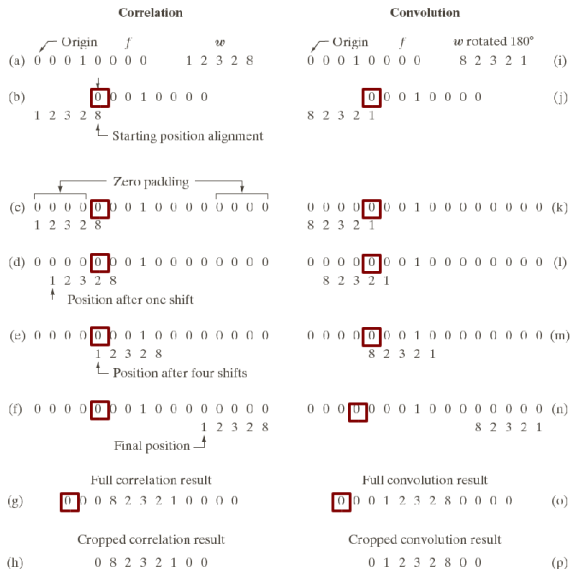 Correlation
Origin f w
(a) 0 0 0 1 0 0 0 0 1 2 3 2 8
(b) 0 0 0 1 0 0 0 0
1 2 3 2 8
Starting position alignment
Zero padding
(c) 0 0 0 0 0 0 0 1 0 0 0 0 0 0 0 0
1 2 3 2 8
(d) 0 0 0 0 0 0 0 1 0 0 0 0 0 0 0 0
1 2 3 2 8
Position after one shift
(e) 0 0 0 0 0 0 0 1 0 0 0 0 0 0 0 0
1 2 3 2 8
Position after four shifts
(f) 0 0 0 0 0 0 0 1 0 0 0 0 0 0 0 0
1 2 3 2 8
Final position
Full correlation result
(g) 0 0 0 8 2 3 2 1 0 0 0 0
Cropped correlation result
(h) 0 8 2 3 2 1 0 0
Convolution
Origin f w rotated 180°
0 0 0 1 0 0 0 0 8 2 3 2 1 (i)
0 0 0 1 0 0 0 0 (j)
8 2 3 2 1
0 0 0 0 0 0 0 1 0 0 0 0 0 0 0 0 (k)
8 2 3 2 1
0 0 0 0 0 0 0 1 0 0 0 0 0 0 0 0 (l)
8 2 3 2 1
0 0 0 0 0 0 0 1 0 0 0 0 0 0 0 0 (m)
8 2 3 2 1
0 0 0 0 0 0 0 1 0 0 0 0 0 0 0 0 (n)
8 2 3 2 1
Full convolution result
0 0 0 1 2 3 2 8 0 0 0 0 (o)
Cropped convolution result
0 1 2 3 2 8 0 0 (p)